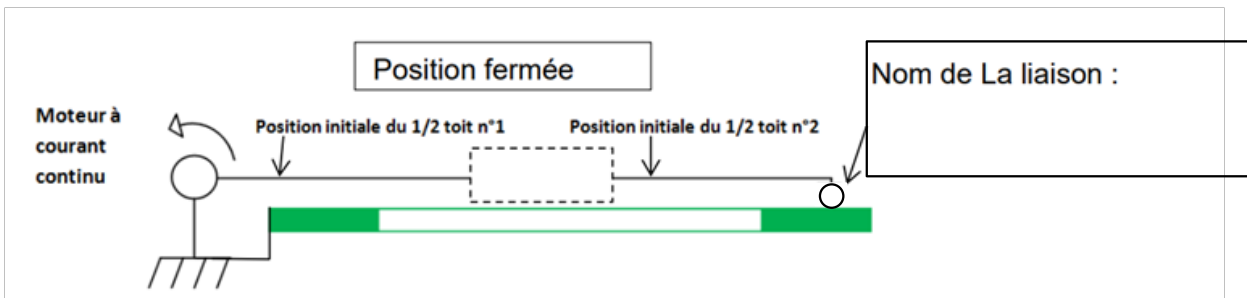 Position fermée
Nom de La liaison :
Moteur à
courant
continu
Position initiale du 1/2 toit n°1
Position initiale du 1/2 toit n°2